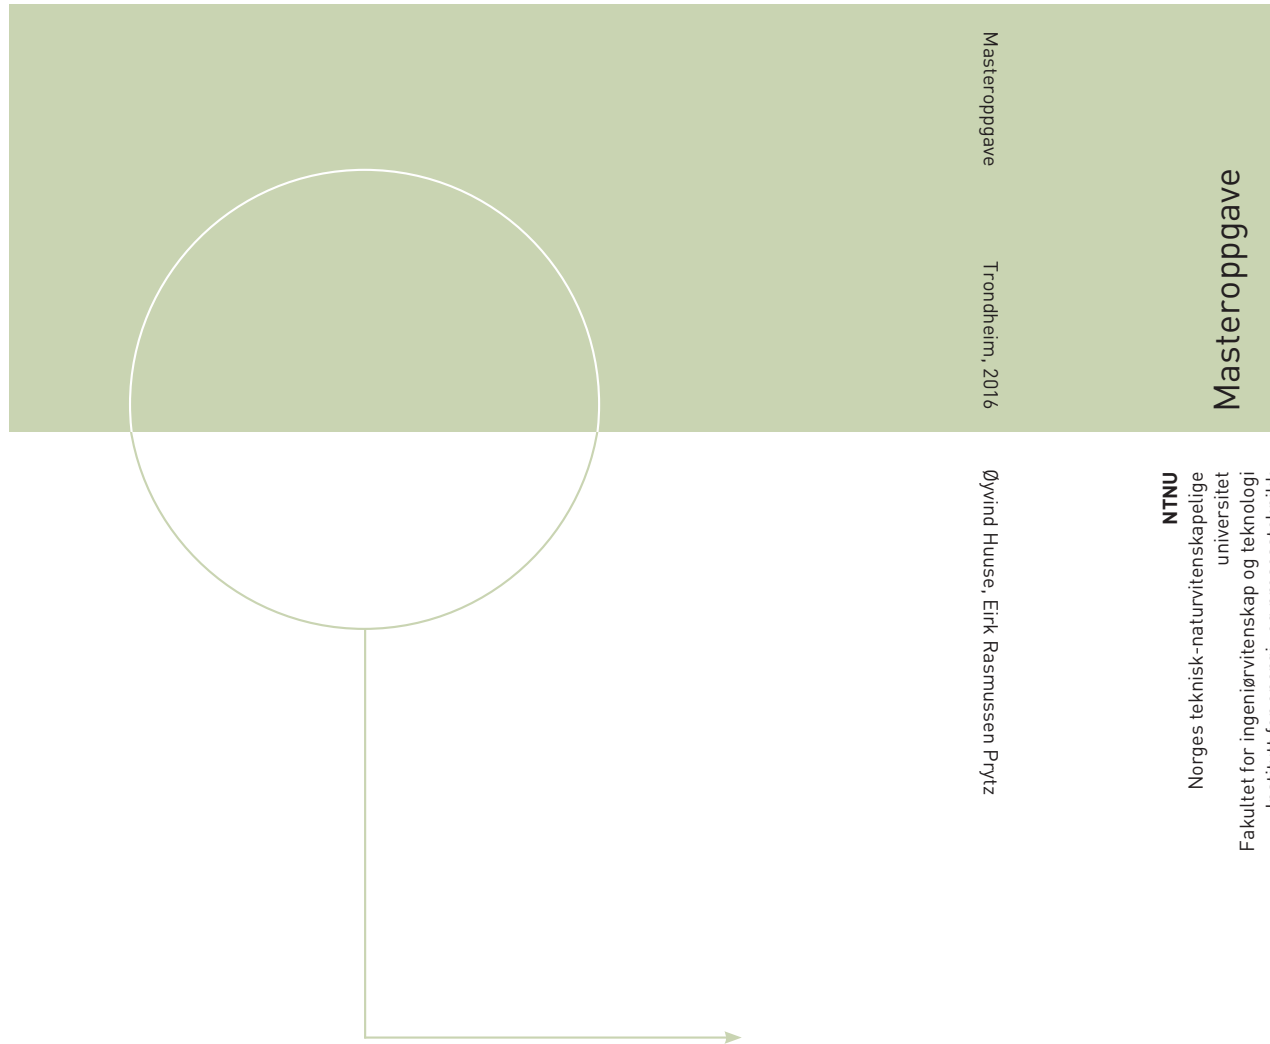 Masteroppgave
Trondheim, 2016
Øyvind Huuse, Eirk Rasmussen Prytz
Masteroppgave
NTNU
Norges teknisk-naturvitenskapelige
universitet
Fakultet for ingeniørvitenskap og teknologi